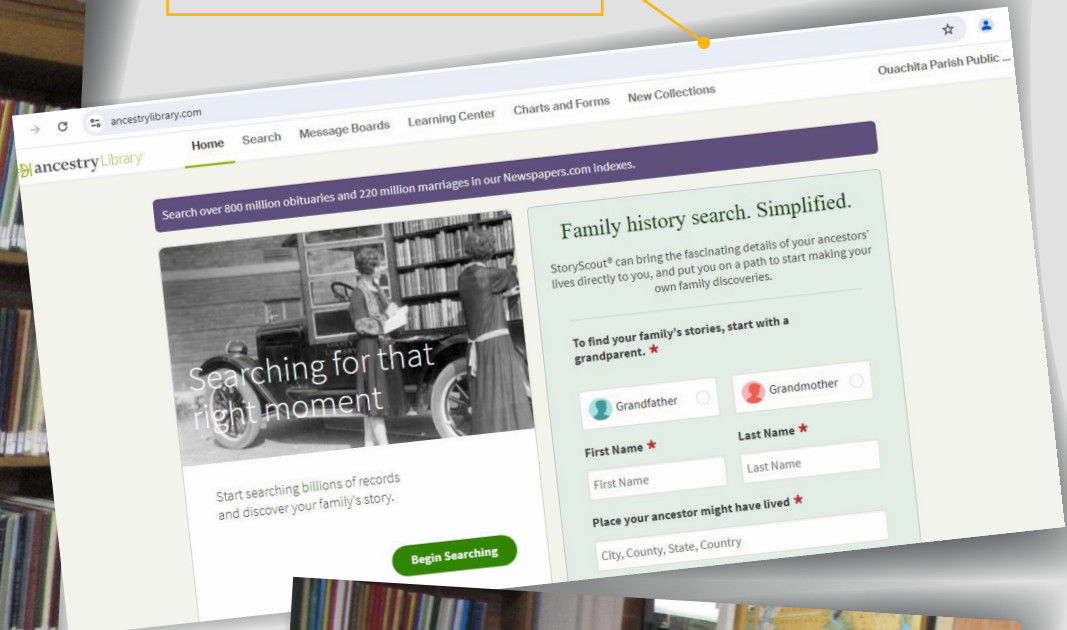 ancestrylibrary.com
Ouachita Parish Public ...
ancestryLibrary
Home Search Message Boards Learning Center Charts and Forms New Collections
Search over 800 million obituaries and 220 million marriages in our Newspapers.com indexes.
Searching for that
right moment
Start searching billions of records
and discover your family's story.
Begin Searching
Family history search. Simplified.
StoryScout® can bring the fascinating details of your ancestors'
lives directly to you, and put you on a path to start making your
own family discoveries.
To find your family's stories, start with a
grandparent. *
Grandfather Grandmother
First Name * Last Name *
First Name Last Name
Place your ancestor might have lived *
City, County, State, Country